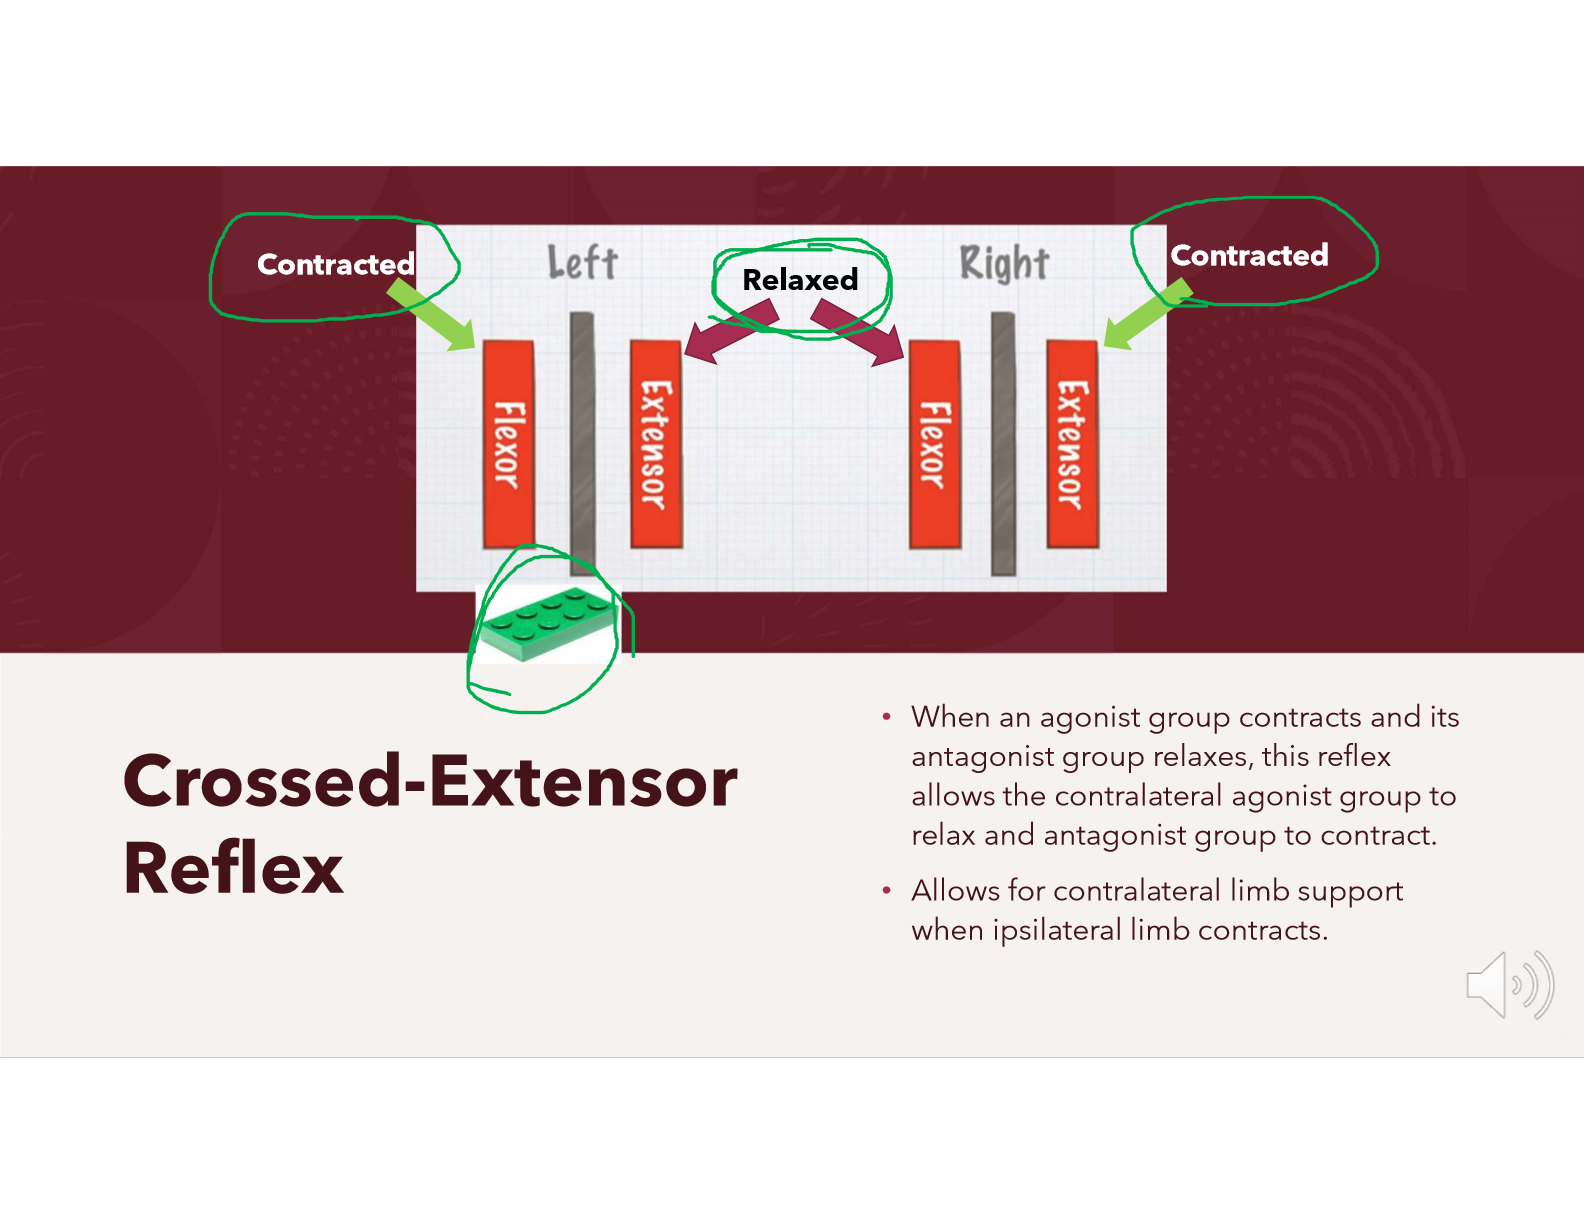 Contracted
Left
Relaxed
Right
Contracted
Flexor
Extensor
Flexor
Extensor
Crossed-Extensor
Reflex
• When an agonist group contracts and its
antagonist group relaxes, this reflex
allows the contralateral agonist group to
relax and antagonist group to contract.
• Allows for contralateral limb support
when ipsilateral limb contracts.